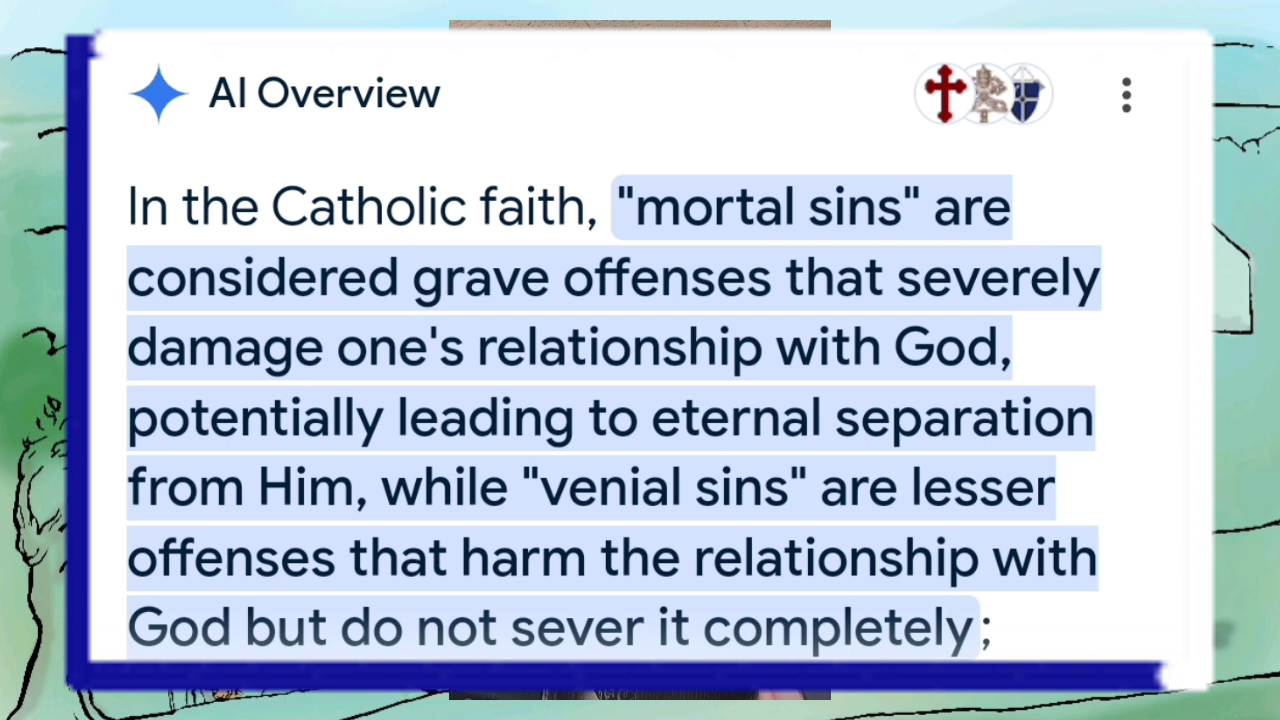 AI Overview
In the Catholic faith, "mortal sins" are
considered grave offenses that severely
damage one's relationship with God,
potentially leading to eternal separation
from Him, while "venial sins" are lesser
offenses that harm the relationship with
God but do not sever it completely;